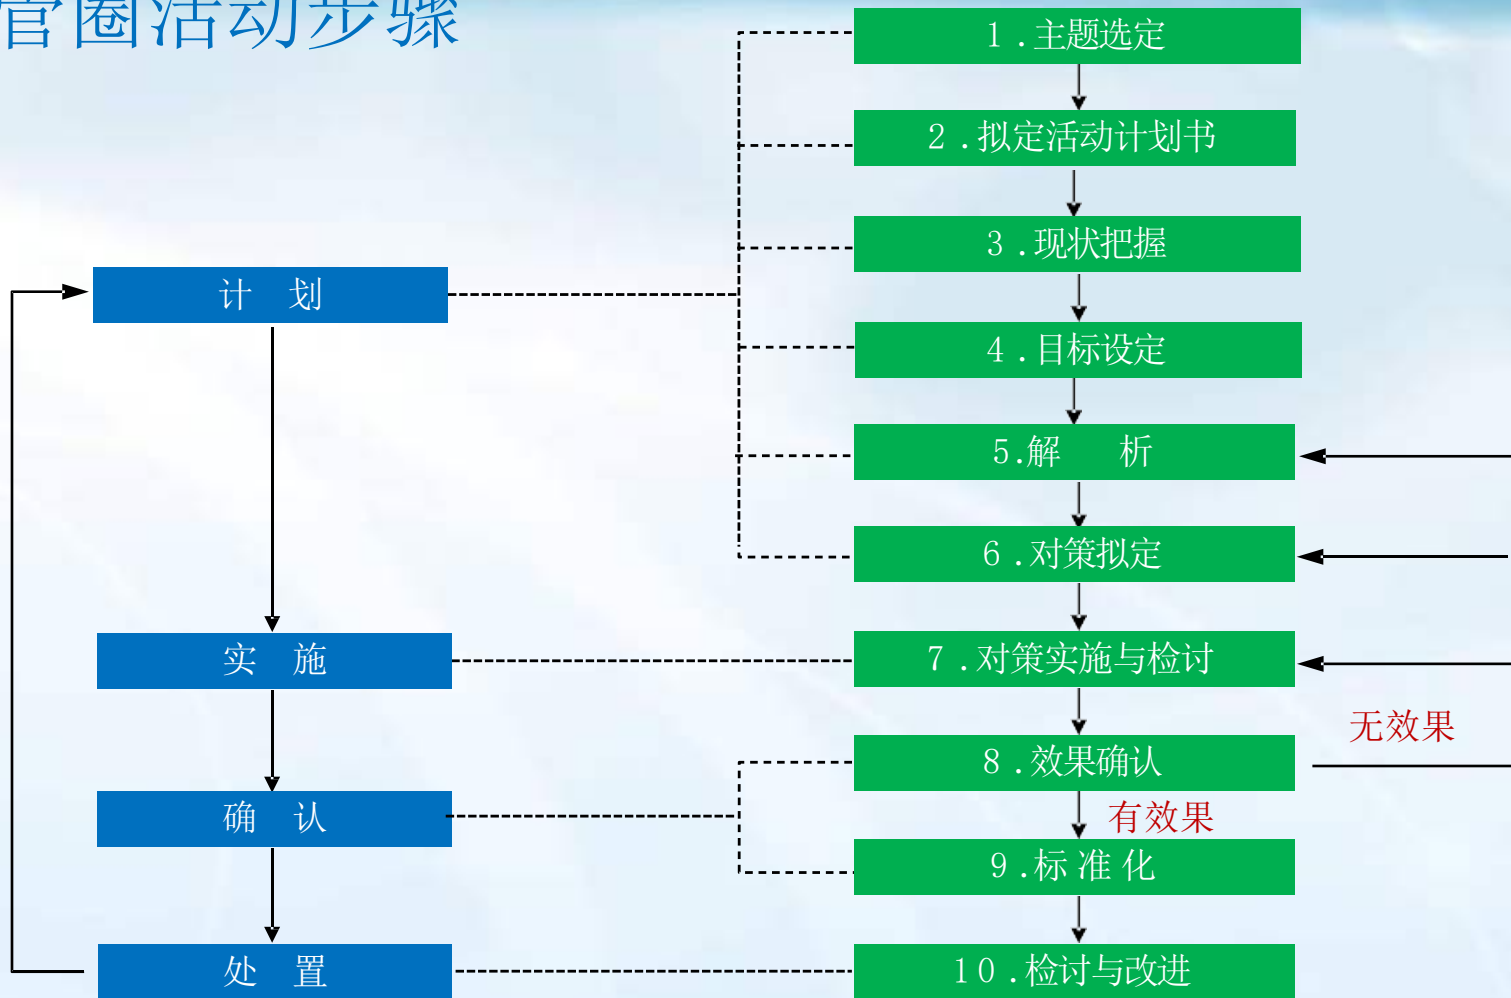 管圈活动步骤
1.主题选定
2.拟定活动计划书
3.现状把握
计 划
4.目标设定
5.解 析
6.对策拟定
实 施
7.对策实施与检讨
无效果
8.效果确认
确 认
有效果
9.标准化
处 置
10.检讨与改进